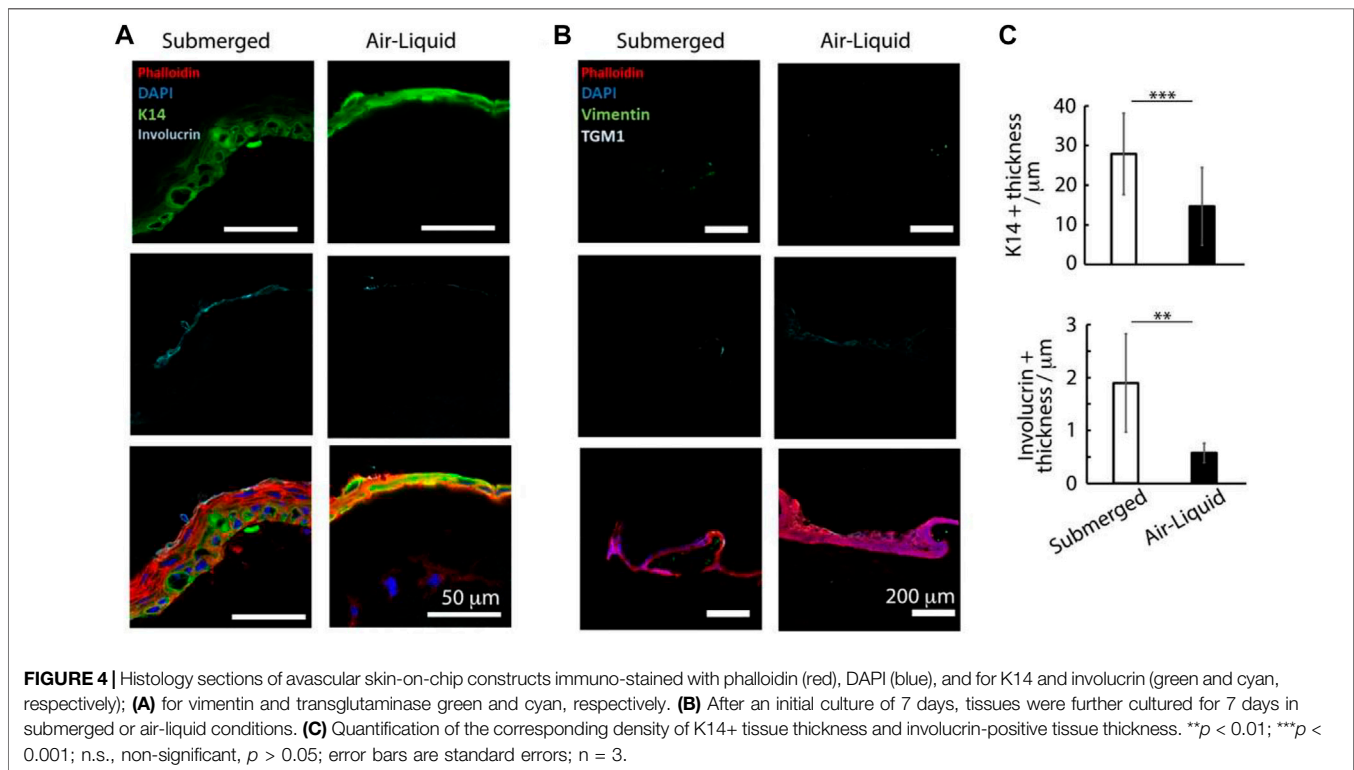 A
Submerged
Air-Liquid
Phalloidin
DAPI
K14
Involucrin
50 μm
B
Submerged
Air-Liquid
Phalloidin
DAPI
Vimentin
TGM1
200 μm
C
***
K14 + thickness
/ μm
40
30
20
10
0
**
Involucrin +
thickness / μm
3
2
1
0
Submerged
Air-Liquid
FIGURE 4 | Histology sections of avascular skin-on-chip constructs immuno-stained with phalloidin (red), DAPI (blue), and for K14 and involucrin (green and cyan,
respectively); (A) for vimentin and transglutaminase green and cyan, respectively. (B) After an initial culture of 7 days, tissues were further cultured for 7 days in
submerged or air-liquid conditions. (C) Quantification of the corresponding density of K14+ tissue thickness and involucrin-positive tissue thickness. **p < 0.01; ***p <
0.001; n.s., non-significant, p > 0.05; error bars are standard errors; n = 3.